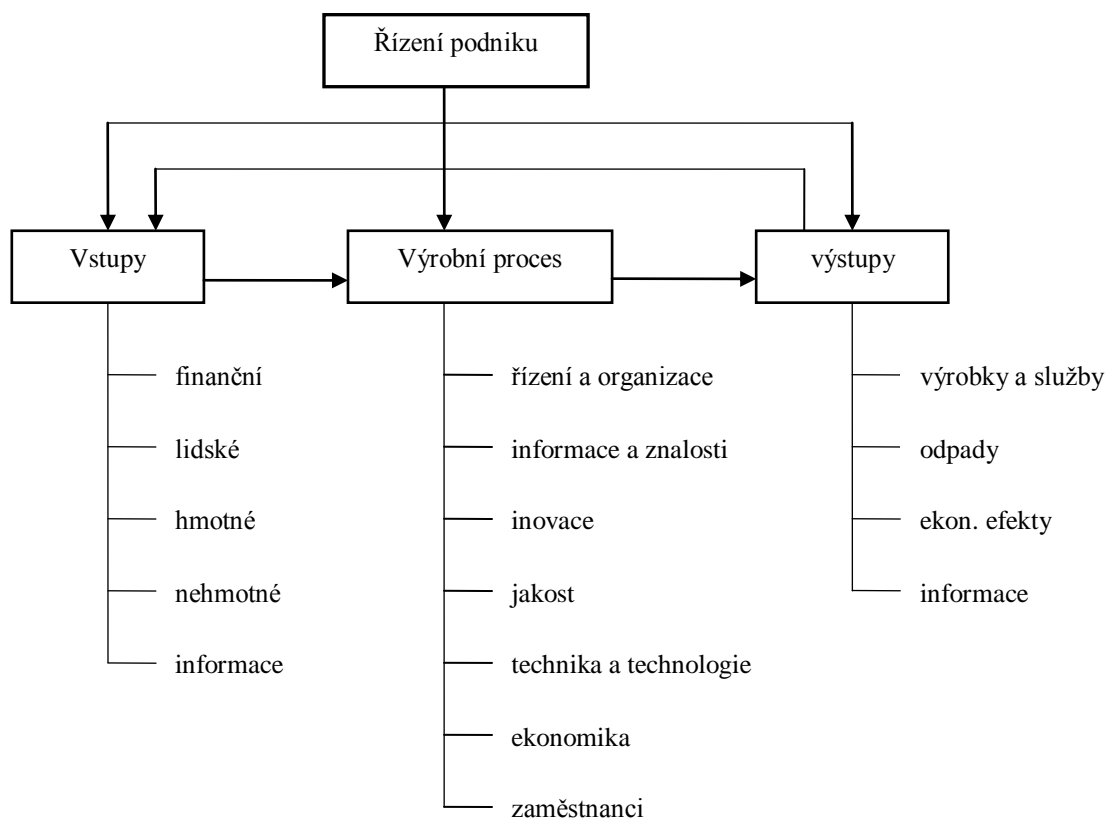 Řízení podniku
Vstupy
Výrobní proces
výstupy
finanční
lidské
hmotné
nehmotné
informace
řízení a organizace
informace a znalosti
inovace
jakost
technika a technologie
ekonomika
zaměstnanci
výrobky a služby
odpady
ekon. efekty
informace